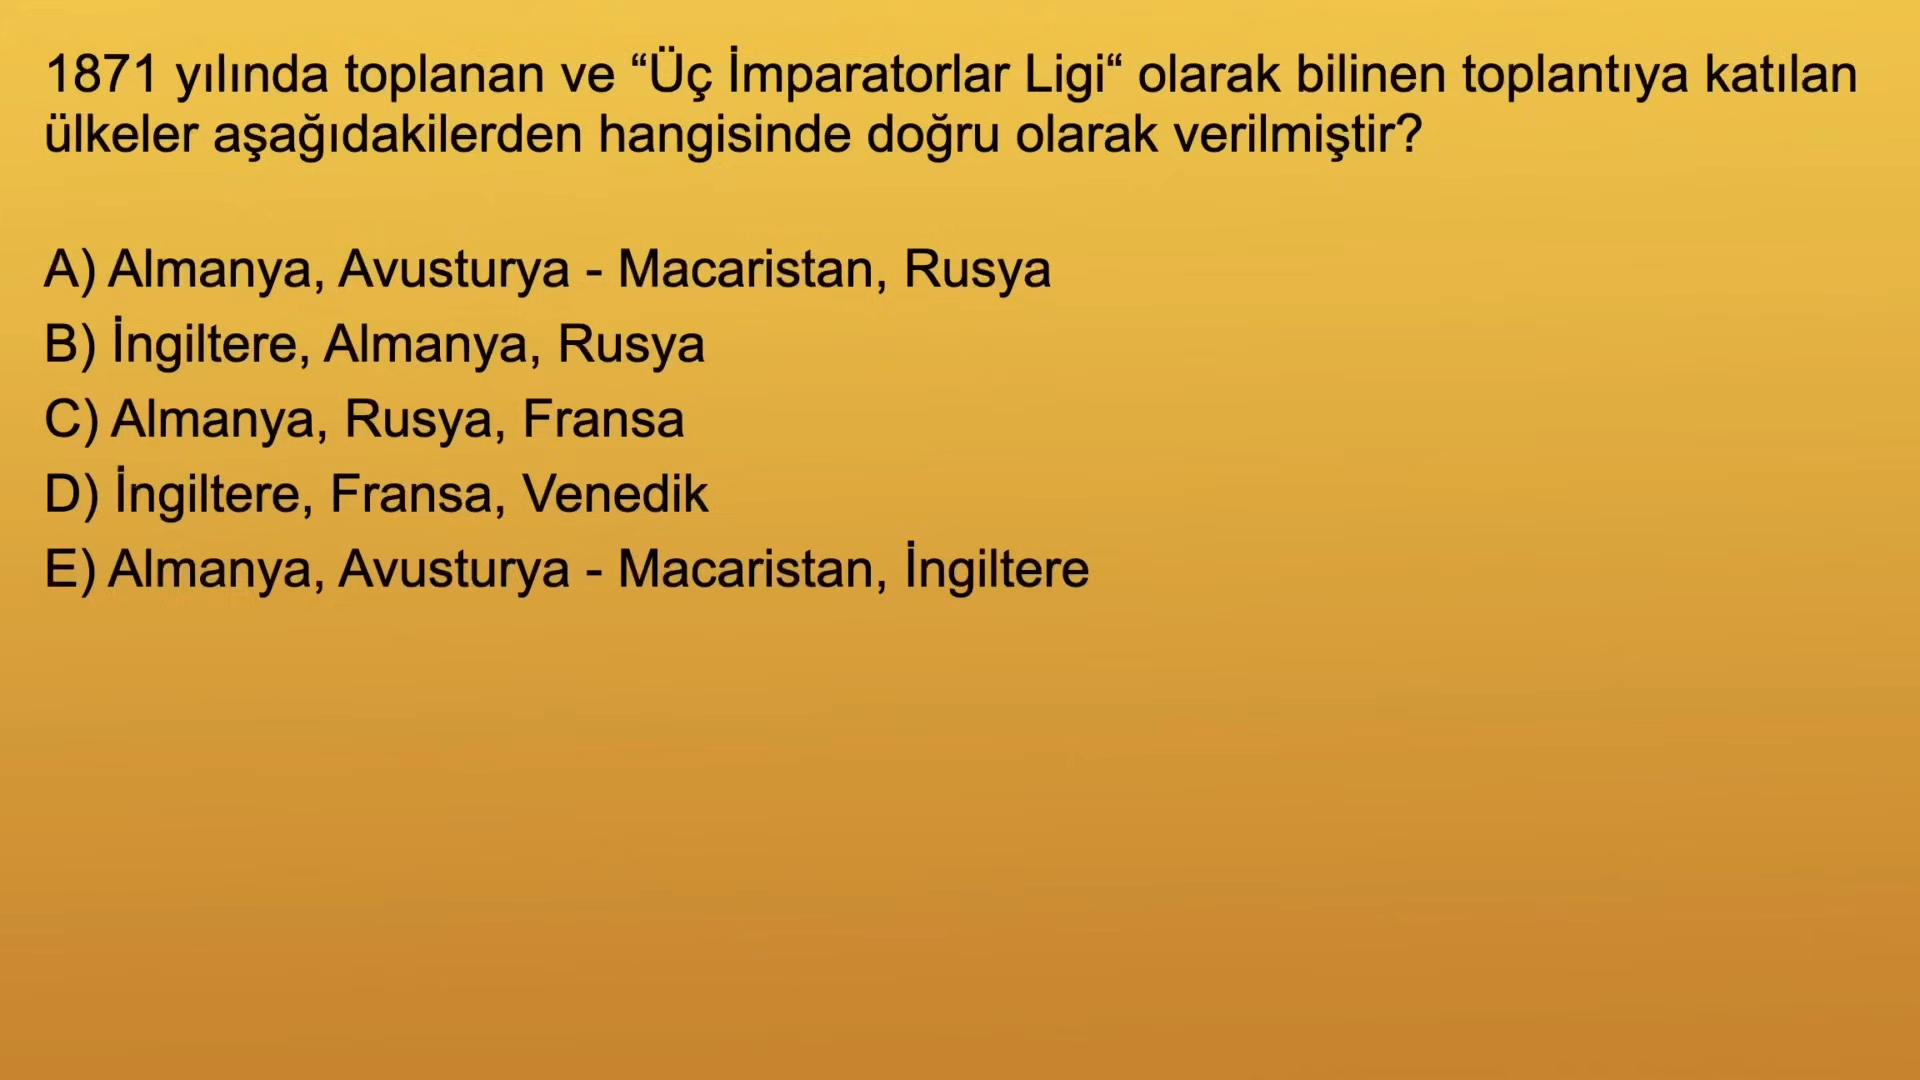 1871 yılında toplanan ve “Üç İmparatorlar Ligi“ olarak bilinen toplantıya katılan
ülkeler aşağıdakilerden hangisinde doğru olarak verilmiştir?
A) Almanya, Avusturya - Macaristan, Rusya
B) İngiltere, Almanya, Rusya
C) Almanya, Rusya, Fransa
D) İngiltere, Fransa, Venedik
E) Almanya, Avusturya - Macaristan, İngiltere